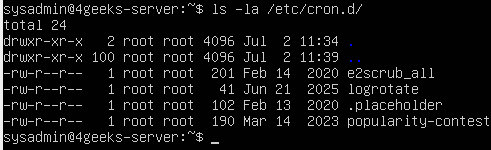 sysadmin@4geeks-server:~$ ls -la /etc/cron.d/
total 24
drwxr-xr-x   2 root root 4096 Jul  2 11:34 .
drwxr-xr-x 100 root root 4096 Jul  2 11:39 ..
-rw-r--r--   1 root root  201 Feb 14  2020 e2scrub_all
-rw-r--r--   1 root root   41 Jun 21  2025 logrotate
-rw-r--r--   1 root root  102 Feb 13  2020 .placeholder
-rw-r--r--   1 root root  190 Mar 14  2023 popularity-contest
sysadmin@4geeks-server:~$ _